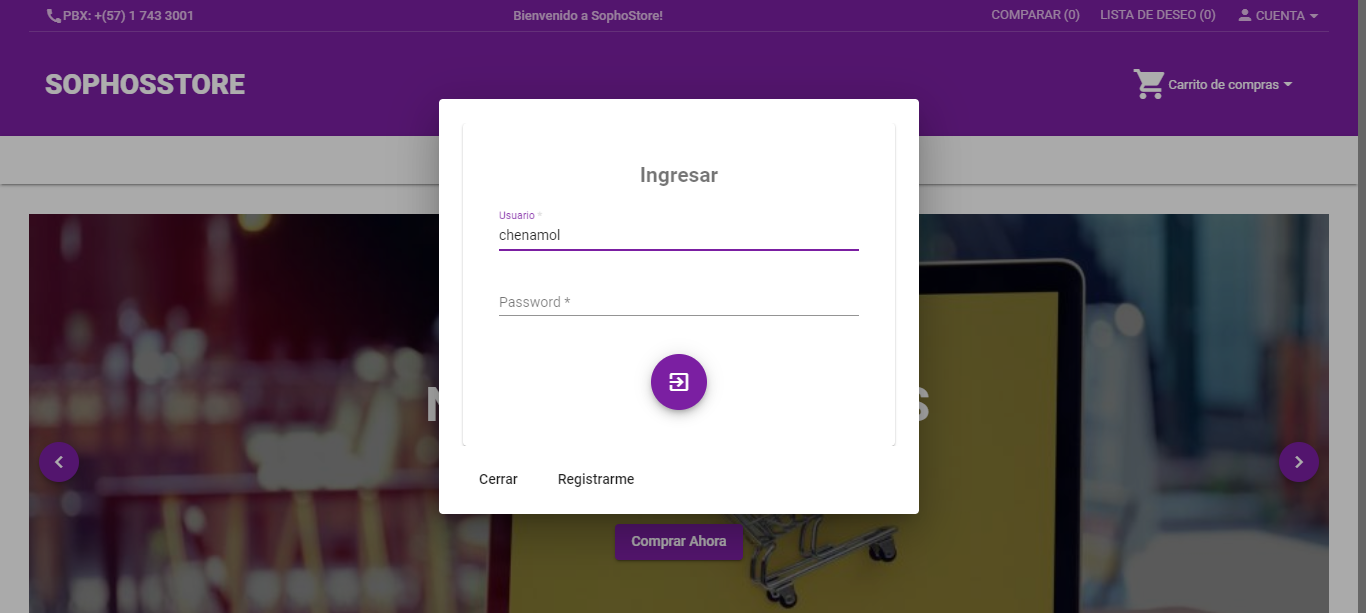 PBX: +(57) 1 743 3001
Bienvenido a SophoStore!
COMPARAR (0)
LISTA DE DESEO (0)
CUENTA
SOPHOSSTORE
Carrito de compras
Ingresar
Usuario *
chenamol
Password *
Cerrar
Registrarme
Comprar Ahora